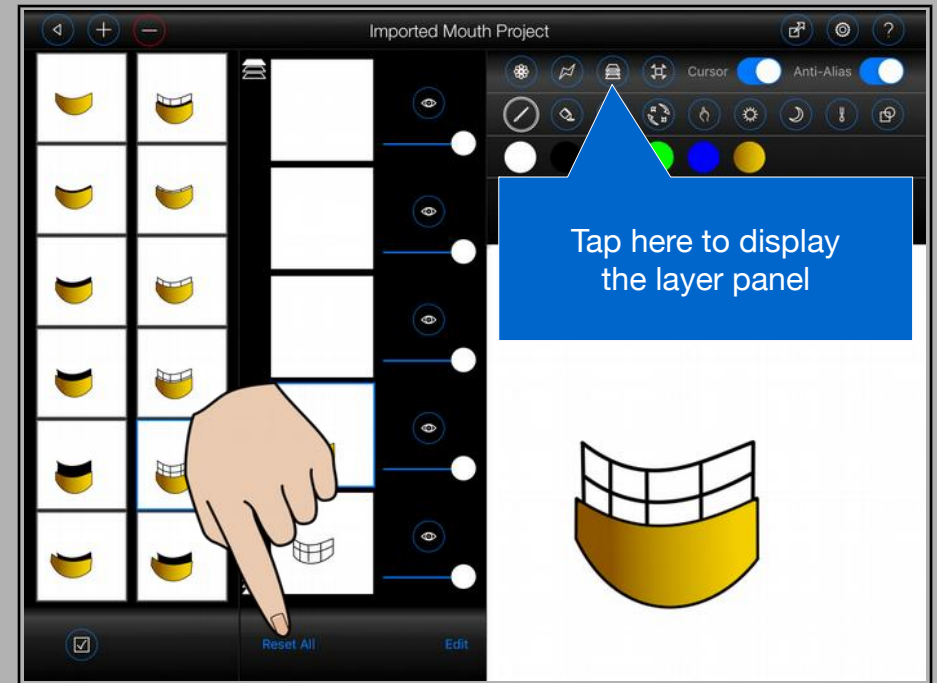 Imported Mouth Project
?
Cursor
Anti-Alias
Tap here to display
the layer panel
Reset All
Edit